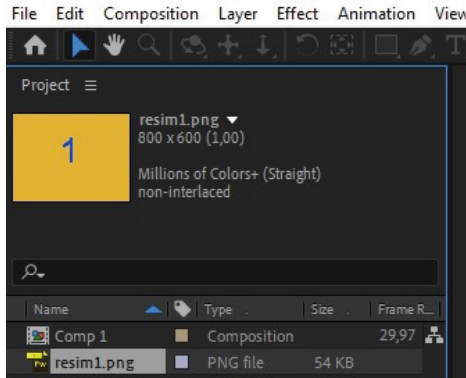 File Edit Composition Layer Effect Animation View
Project
resim1.png
800 x 600 (1,00)
1
Millions of Colors+ (Straight)
non-interlaced
Name Type Size Frame R...
Comp 1 Composition 29,97
Fw resim1.png PNG file 54 KB